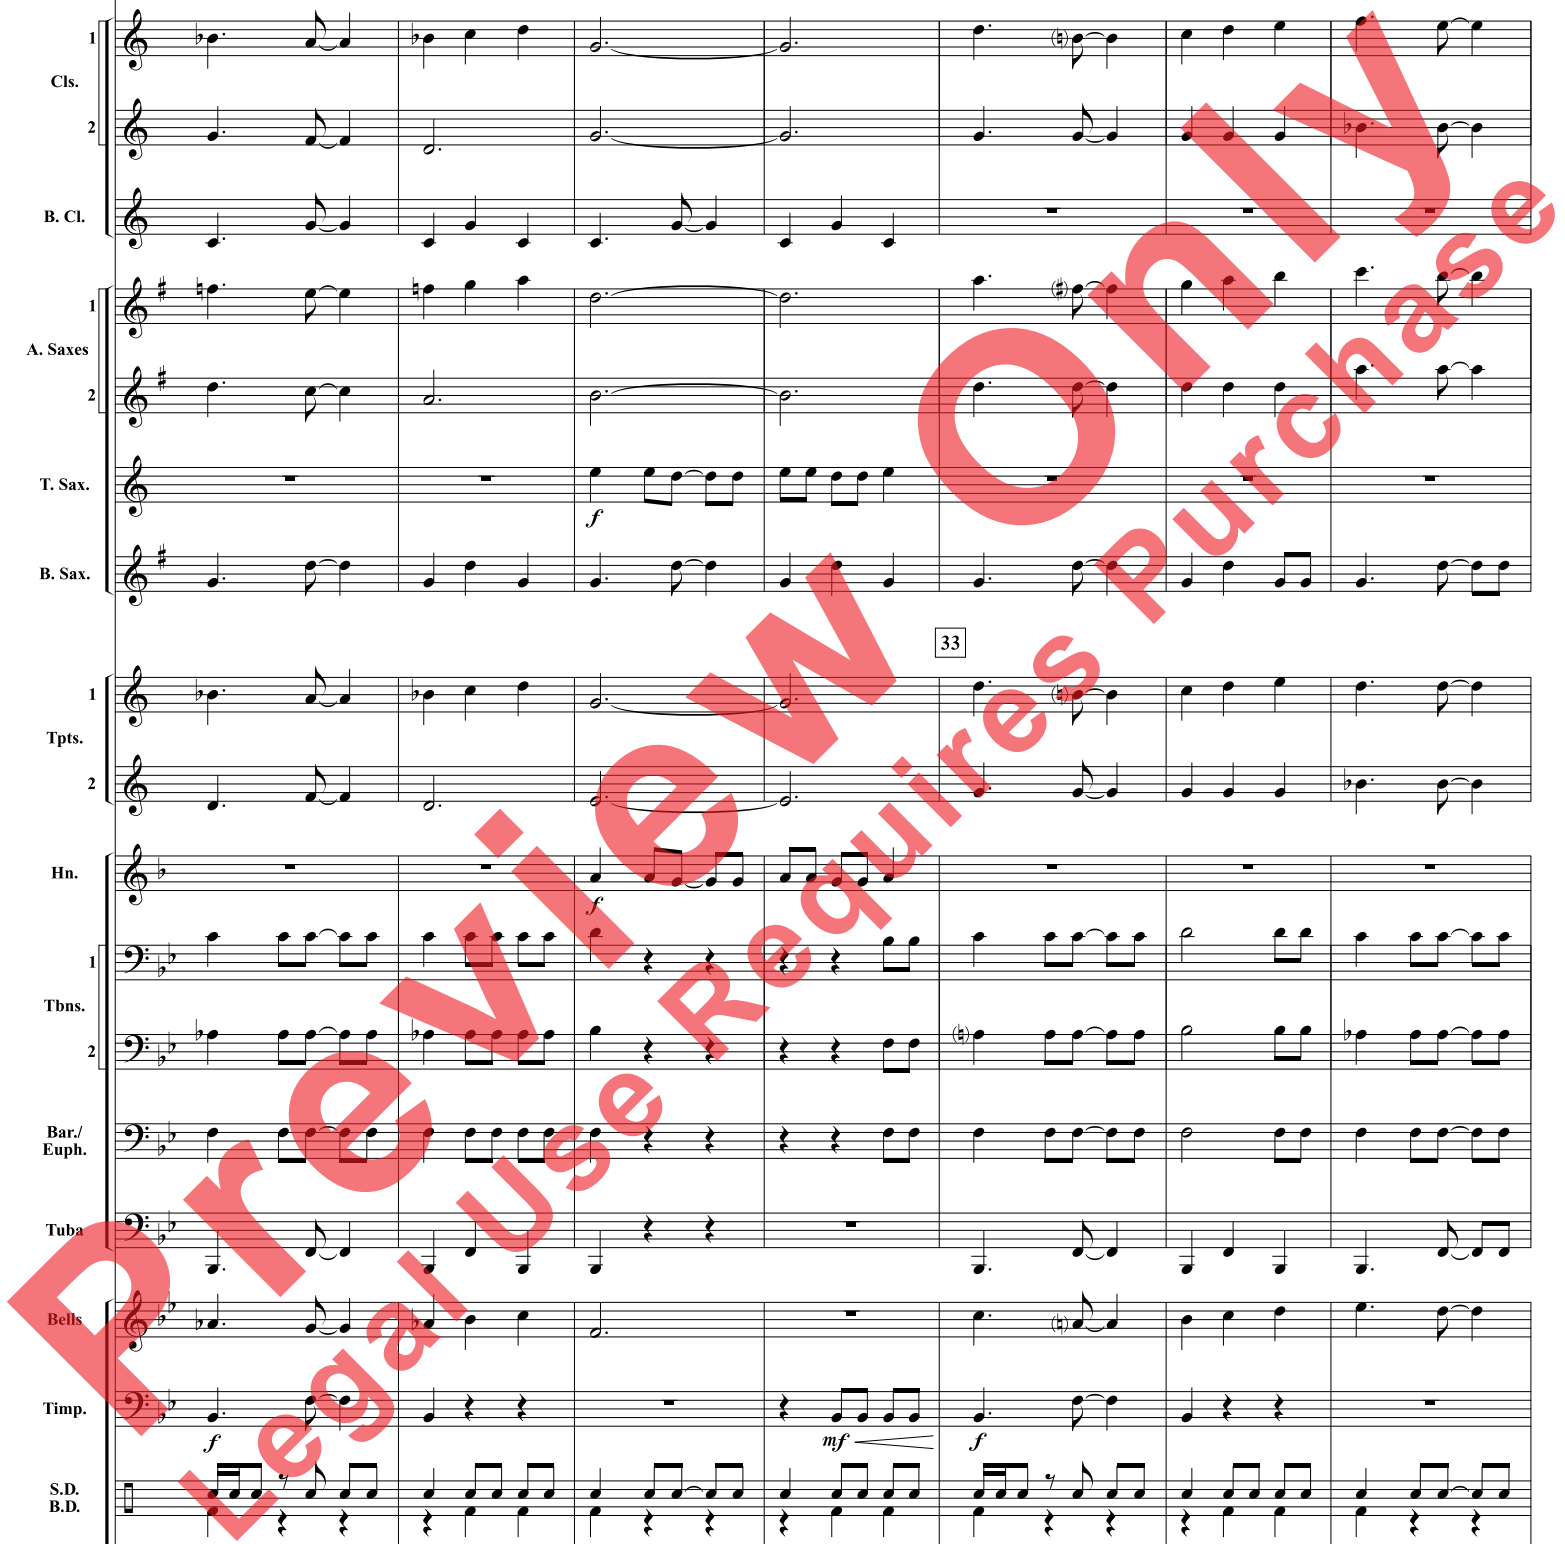 1
Cls.
2
B. Cl.
1
A. Saxes
2
T. Sax.
f
B. Sax.
33
1
Tpts.
2
Hn.
f
1
Tbns.
2
Bar./
Euph.
Tuba
Bells
Timp.
f
mf
f
S.D.
B.D.
Preview Only
Legal Use Requires Purchase